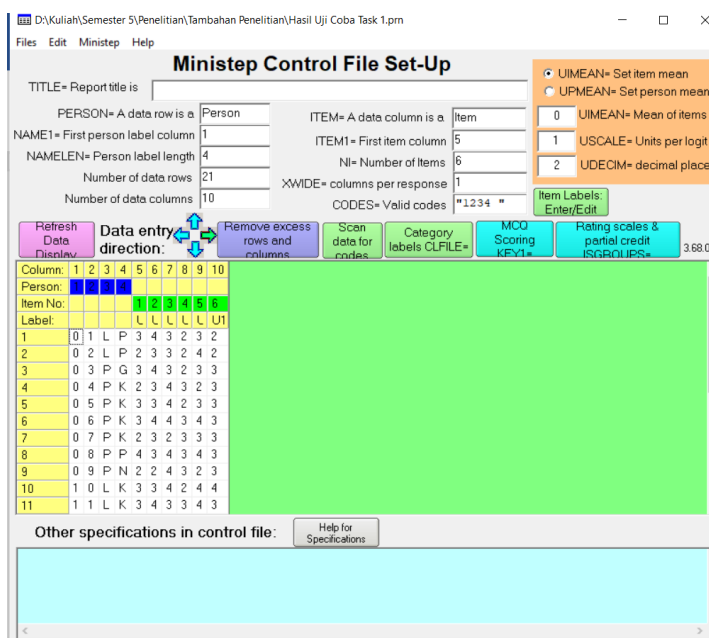 D:\Kuliah\Semester 5\Penelitian\Tambahan Penelitian\Hasil Uji Coba Task 1.prn
Files Edit Ministep Help
Ministep Control File Set-Up
TITLE= Report title is
UIMEAN= Set item mean
UPMEAN= Set person mean
PERSON= A data row is a Person
ITEM= A data column is a Item
0 UIMEAN= Mean of items
NAME1= First person label column 1
ITEM1= First item column 5
1 USCALE= Units per logit
NAMELEN= Person label length 4
NI= Number of Items 6
2 UDECIM= decimal place
Number of data rows 21
XWIDE= columns per response 1
Number of data columns 10
CODES= Valid codes "1234 "
Item Labels:
Enter/Edit
Refresh
Data
Display
Data entry
direction:
Remove excess
rows and
columns
Scan
data for
codes
Category
labels CLFILE=
MCQ
Scoring
KEY1=
Rating scales &
partial credit
ISGROUPS=
3.68.0
Column: 1 2 3 4 5 6 7 8 9 10
Person: 1 2 3 4
Item No: 1 2 3 4 5 6
Label: L L L L L U1
1 0 1 L P 3 4 3 2 3 2
2 0 2 L P 2 3 3 2 4 2
3 0 3 P G 3 4 3 2 3 3
4 0 4 P K 2 3 4 3 2 3
5 0 5 P K 3 3 4 2 3 3
6 0 6 P K 3 4 4 3 4 3
7 0 7 P K 2 3 2 3 3 3
8 0 8 P P 4 3 4 3 4 3
9 0 9 P N 2 2 4 3 2 3
10 1 0 L K 3 3 4 2 4 4
11 1 1 L K 3 4 3 3 4 3
Other specifications in control file:
Help for
Specifications